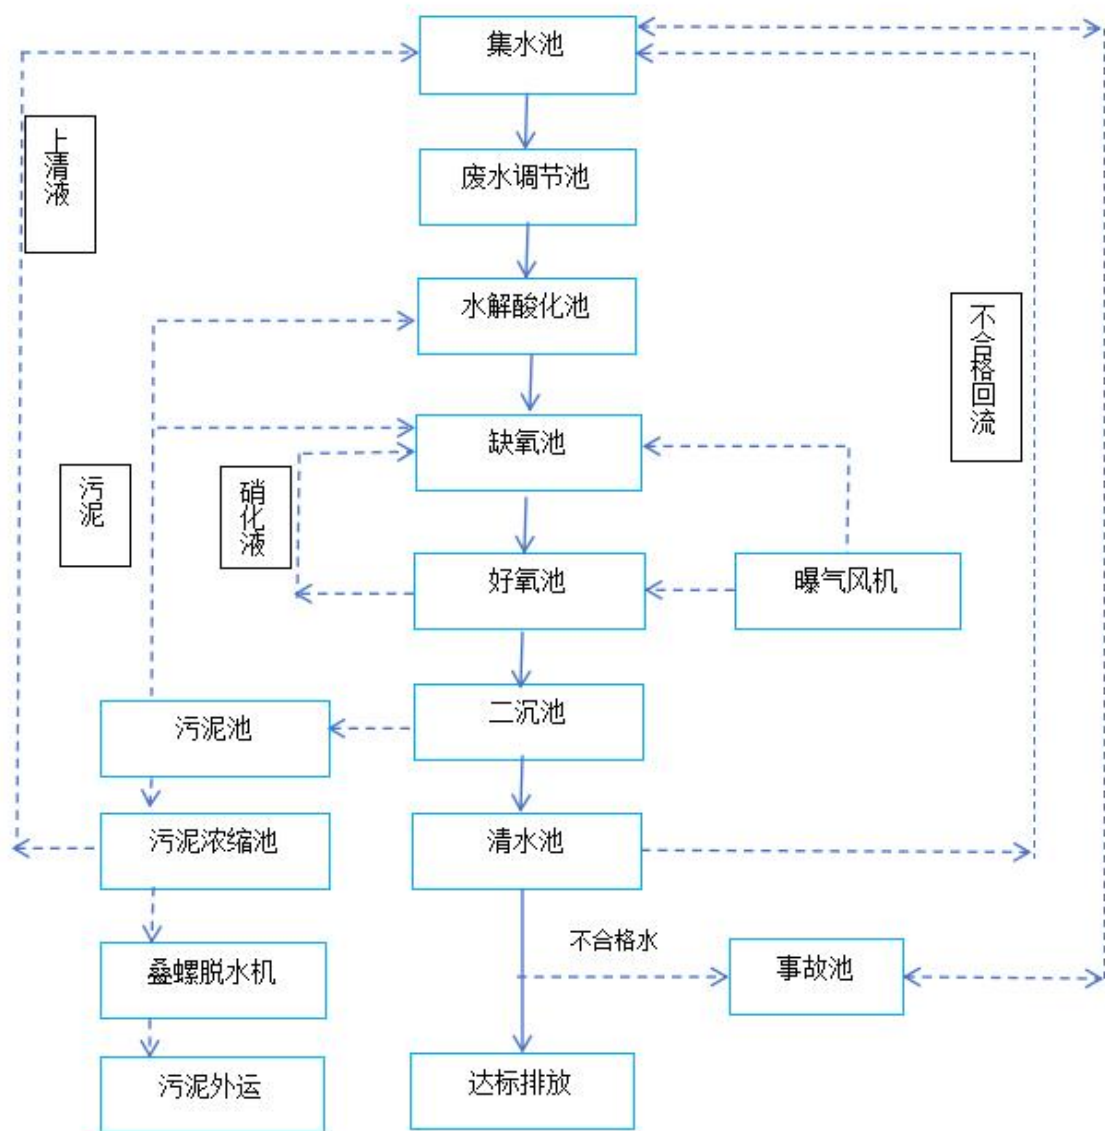 集水池
上清液
废水调节池
水解酸化池
不合格回流
缺氧池
污泥
硝化液
好氧池
曝气风机
二沉池
污泥池
污泥浓缩池
清水池
不合格水
叠螺脱水机
事故池
污泥外运
达标排放